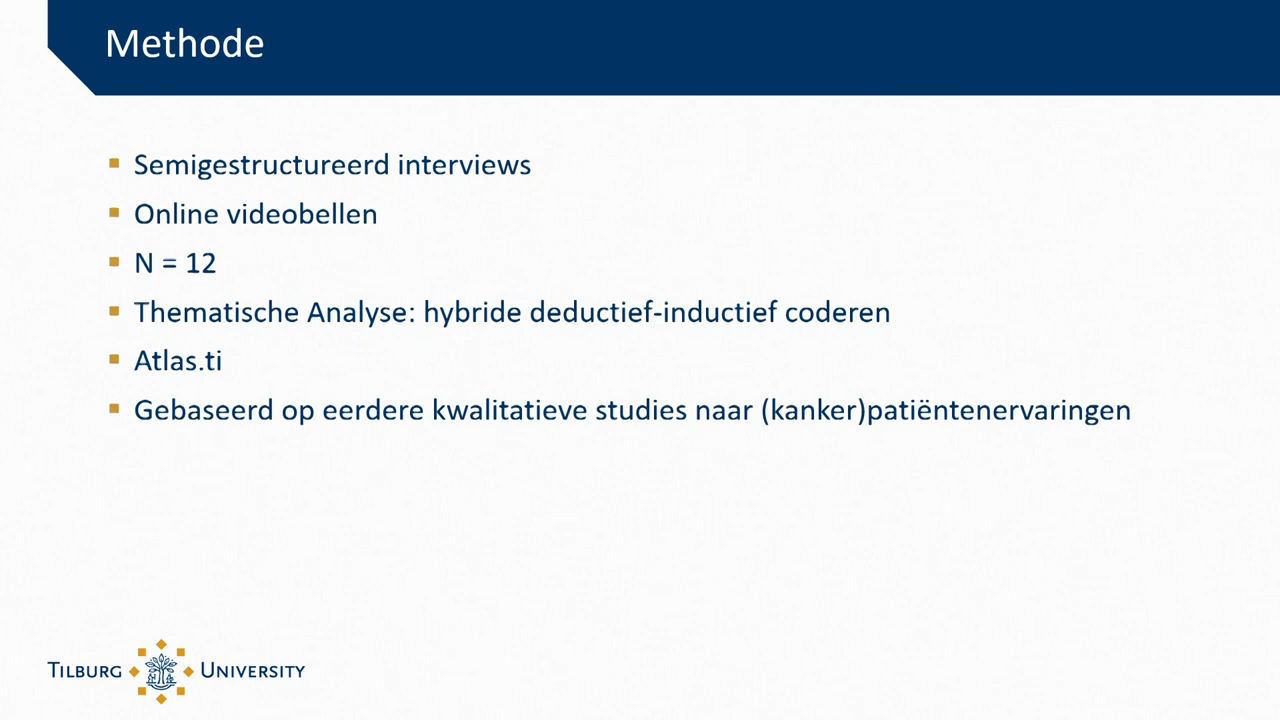 Methode
Semigestructureerd interviews
Online videobellen
N = 12
Thematische Analyse: hybride deductief-inductief coderen
Atlas.ti
Gebaseerd op eerdere kwalitatieve studies naar (kanker)patiëntenervaringen
TILBURG UNIVERSITY